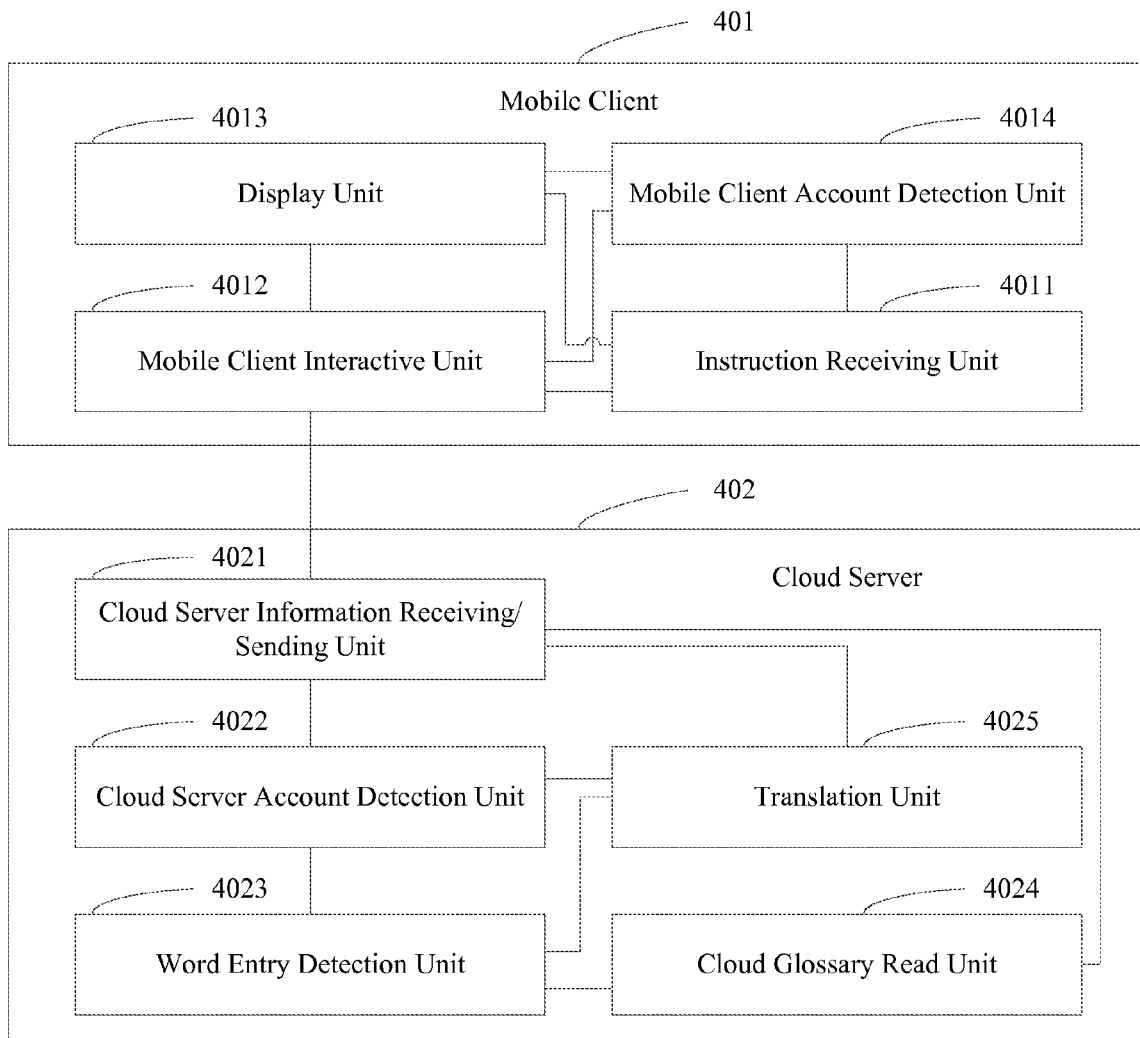 401
Mobile Client
4013
4014
Display Unit
Mobile Client Account Detection Unit
4012
4011
Mobile Client Interactive Unit
Instruction Receiving Unit
402
4021
Cloud Server
Cloud Server Information Receiving/
Sending Unit
4022
4025
Cloud Server Account Detection Unit
Translation Unit
4023
4024
Word Entry Detection Unit
Cloud Glossary Read Unit